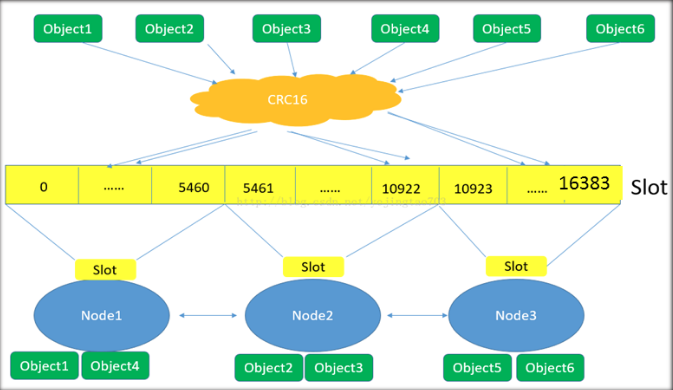 Object1 Object2 Object3 Object4 Object5 Object6
CRC16
0 ...... 5460 5461 ...... 10922 10923 ...... 16383 Slot
Slot Slot Slot
Node1 Node2 Node3
Object1 Object4 Object2 Object3 Object5 Object6